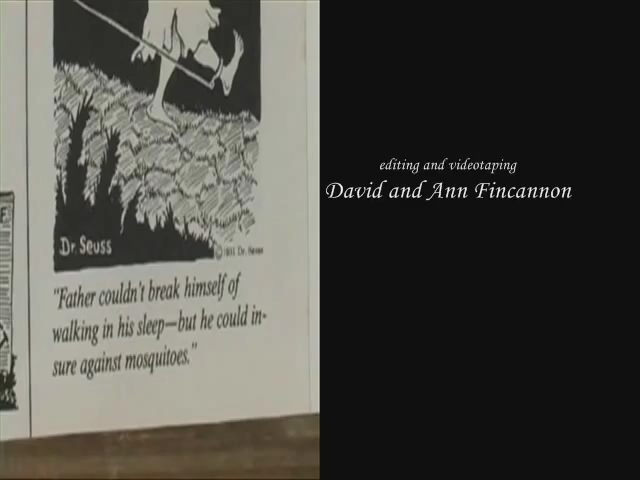 Dr. Seuss
"Father couldn't break himself of
walking in his sleep—but he could in-
sure against mosquitoes."
editing and videotaping
David and Ann Fincannon